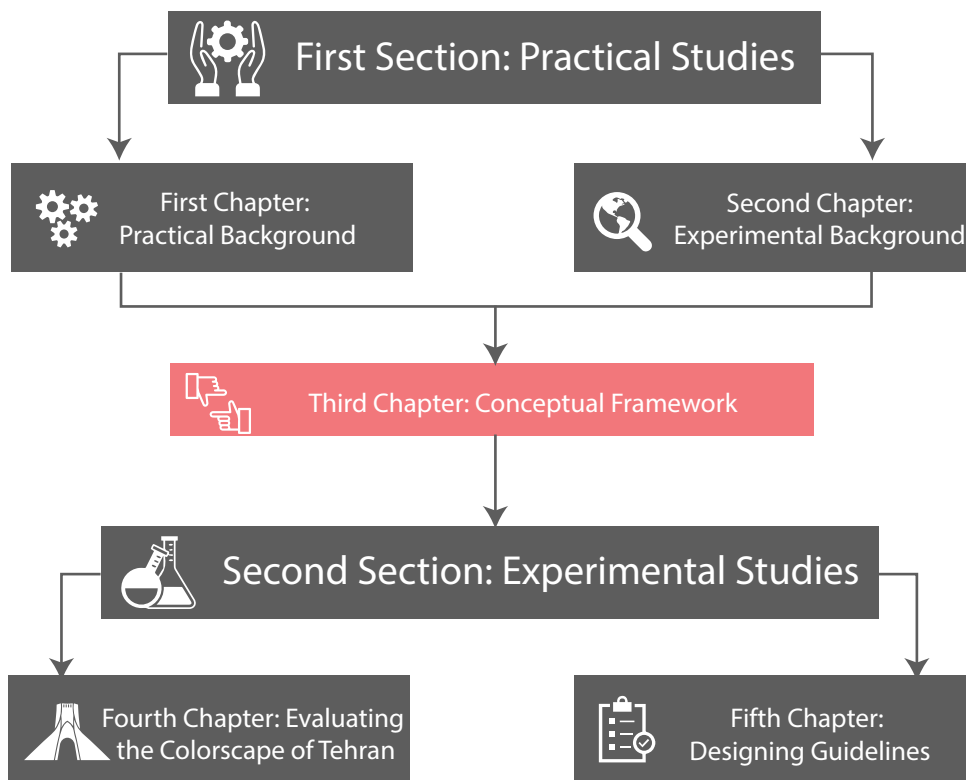 First Section: Practical Studies
First Chapter:
Practical Background
Second Chapter:
Experimental Background
Third Chapter: Conceptual Framework
Second Section: Experimental Studies
Fourth Chapter: Evaluating
the Colorscape of Tehran
Fifth Chapter:
Designing Guidelines